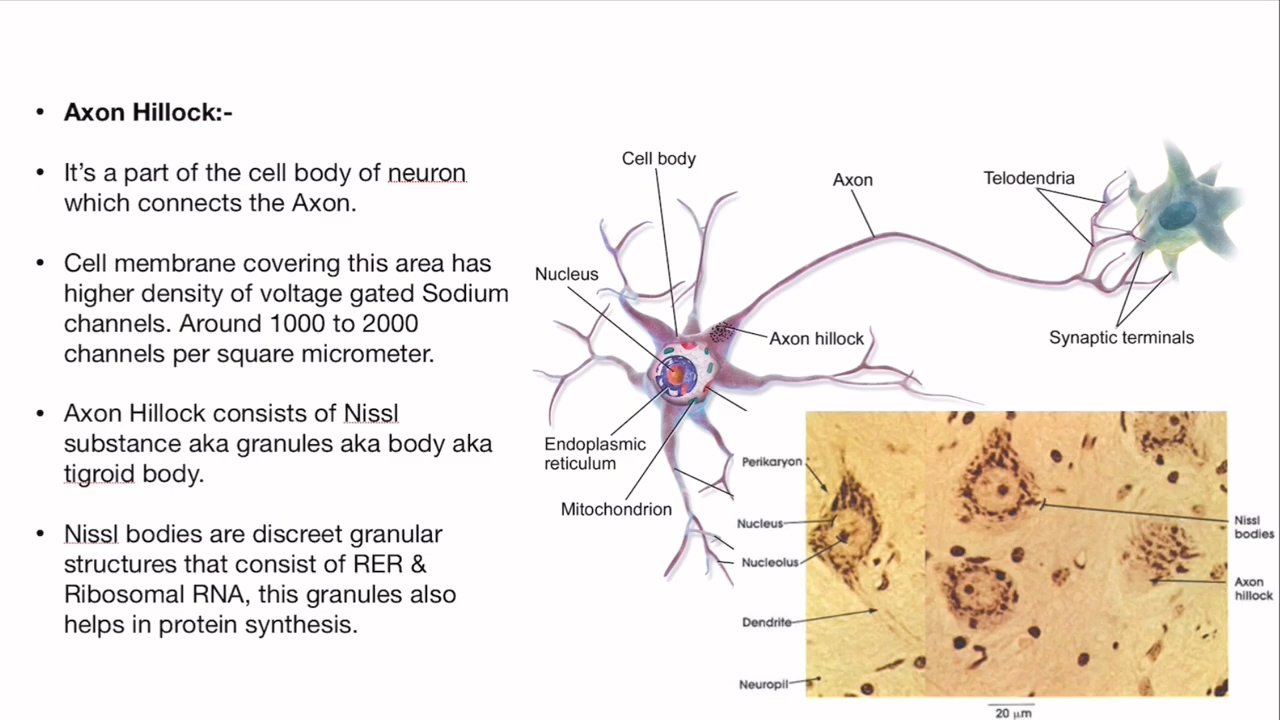 • Axon Hillock:-
• It’s a part of the cell body of neuron
which connects the Axon.
• Cell membrane covering this area has
higher density of voltage gated Sodium
channels. Around 1000 to 2000
channels per square micrometer.
• Axon Hillock consists of Nissl
substance aka granules aka body aka
tigroid body.
• Nissl bodies are discreet granular
structures that consist of RER &
Ribosomal RNA, this granules also
helps in protein synthesis.
Cell body
Axon
Telodendria
Nucleus
Axon hillock
Synaptic terminals
Endoplasmic
reticulum
Mitochondrion
Perikaryon
Nucleus
Nucleolus
Dendrite
Neuropil
Nissl
bodies
Axon
hillock
20 μm